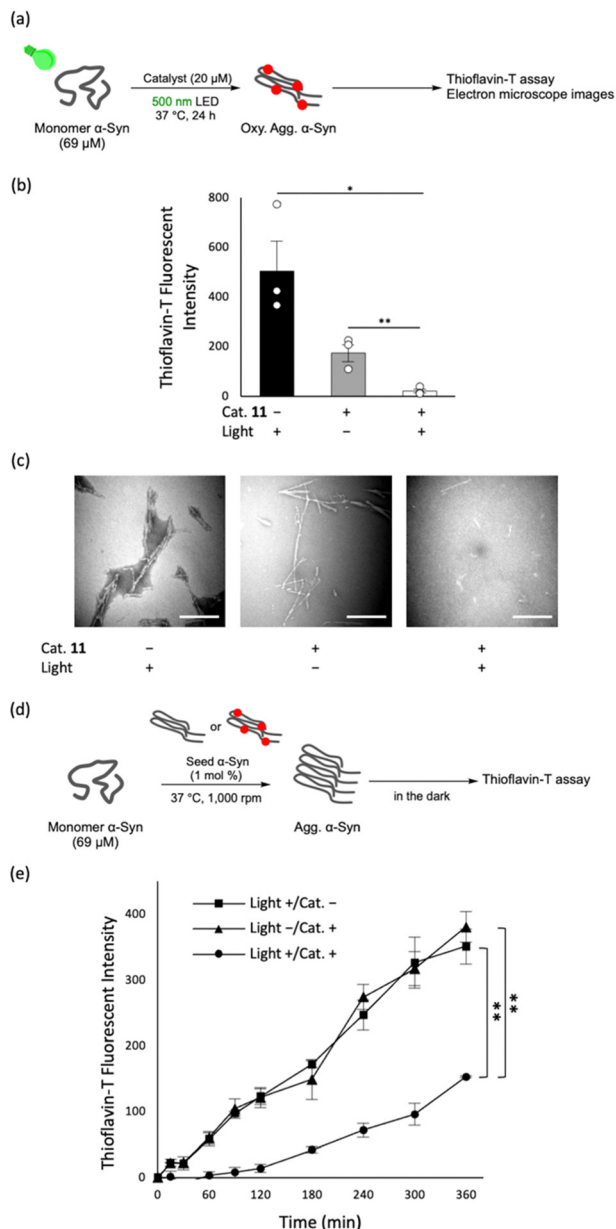 (a)
Catalyst (20 µM)
500 nm LED
37 °C, 24 h
Monomer α-Syn
(69 µM)
Oxy. Agg. α-Syn
Thioflavin-T assay
Electron microscope images
(b)
Thioflavin-T Fluorescent
Intensity
800
600
400
200
0
*
**
Cat. 11 – + +
Light + – +
(c)
Cat. 11 – + +
Light + – +
(d)
or
Seed α-Syn
(1 mol %)
37 °C, 1,000 rpm
Monomer α-Syn
(69 µM)
Agg. α-Syn
in the dark
Thioflavin-T assay
(e)
Thioflavin-T Fluorescent Intensity
400
300
200
100
0
Light +/Cat. –
Light –/Cat. +
Light +/Cat. +
**
**
0 60 120 180 240 300 360
Time (min)